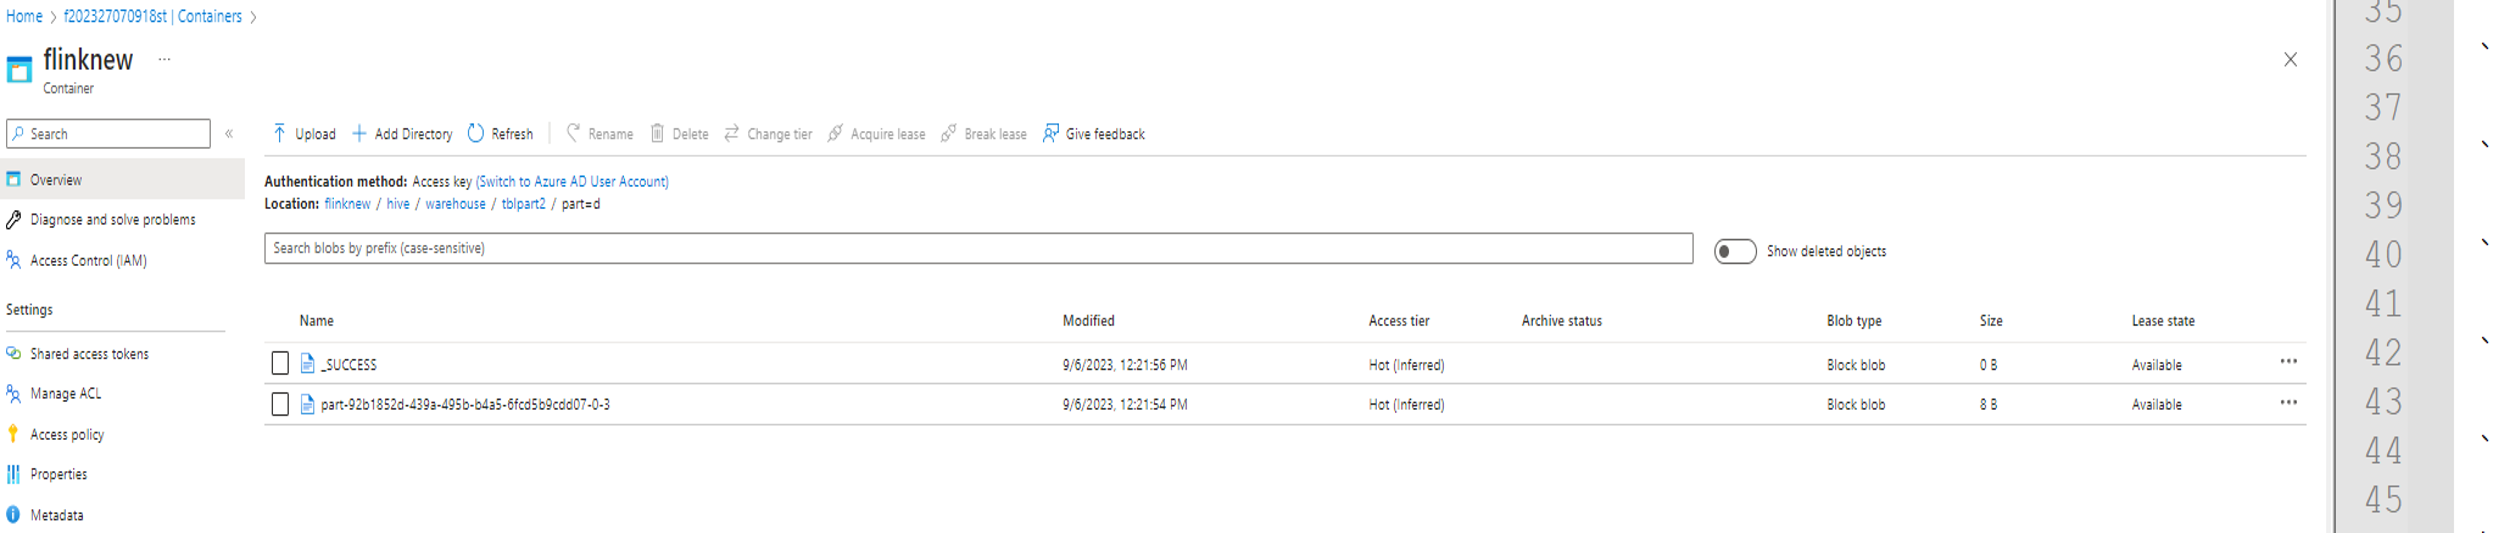 Home > f202327070918st | Containers >
flinknew ...
Container
Search «
Upload Add Directory Refresh Rename Delete Change tier Acquire lease Break lease Give feedback
Overview
Diagnose and solve problems
Access Control (IAM)
Settings
Shared access tokens
Manage ACL
Access policy
Properties
Metadata
Authentication method: Access key (Switch to Azure AD User Account)
Location: flinknew / hive / warehouse / tblpart2 / part=d
Search blobs by prefix (case-sensitive) Show deleted objects
Name Modified Access tier Archive status Blob type Size Lease state
_SUCCESS 9/6/2023, 12:21:56 PM Hot (Inferred) Block blob 0 B Available ...
part-92b1852d-439a-495b-b4a5-6fcd5b9cdd07-0-3 9/6/2023, 12:21:54 PM Hot (Inferred) Block blob 8 B Available ...
35
36 `
37
38 `
39
40 `
41
42 `
43
44 `
45